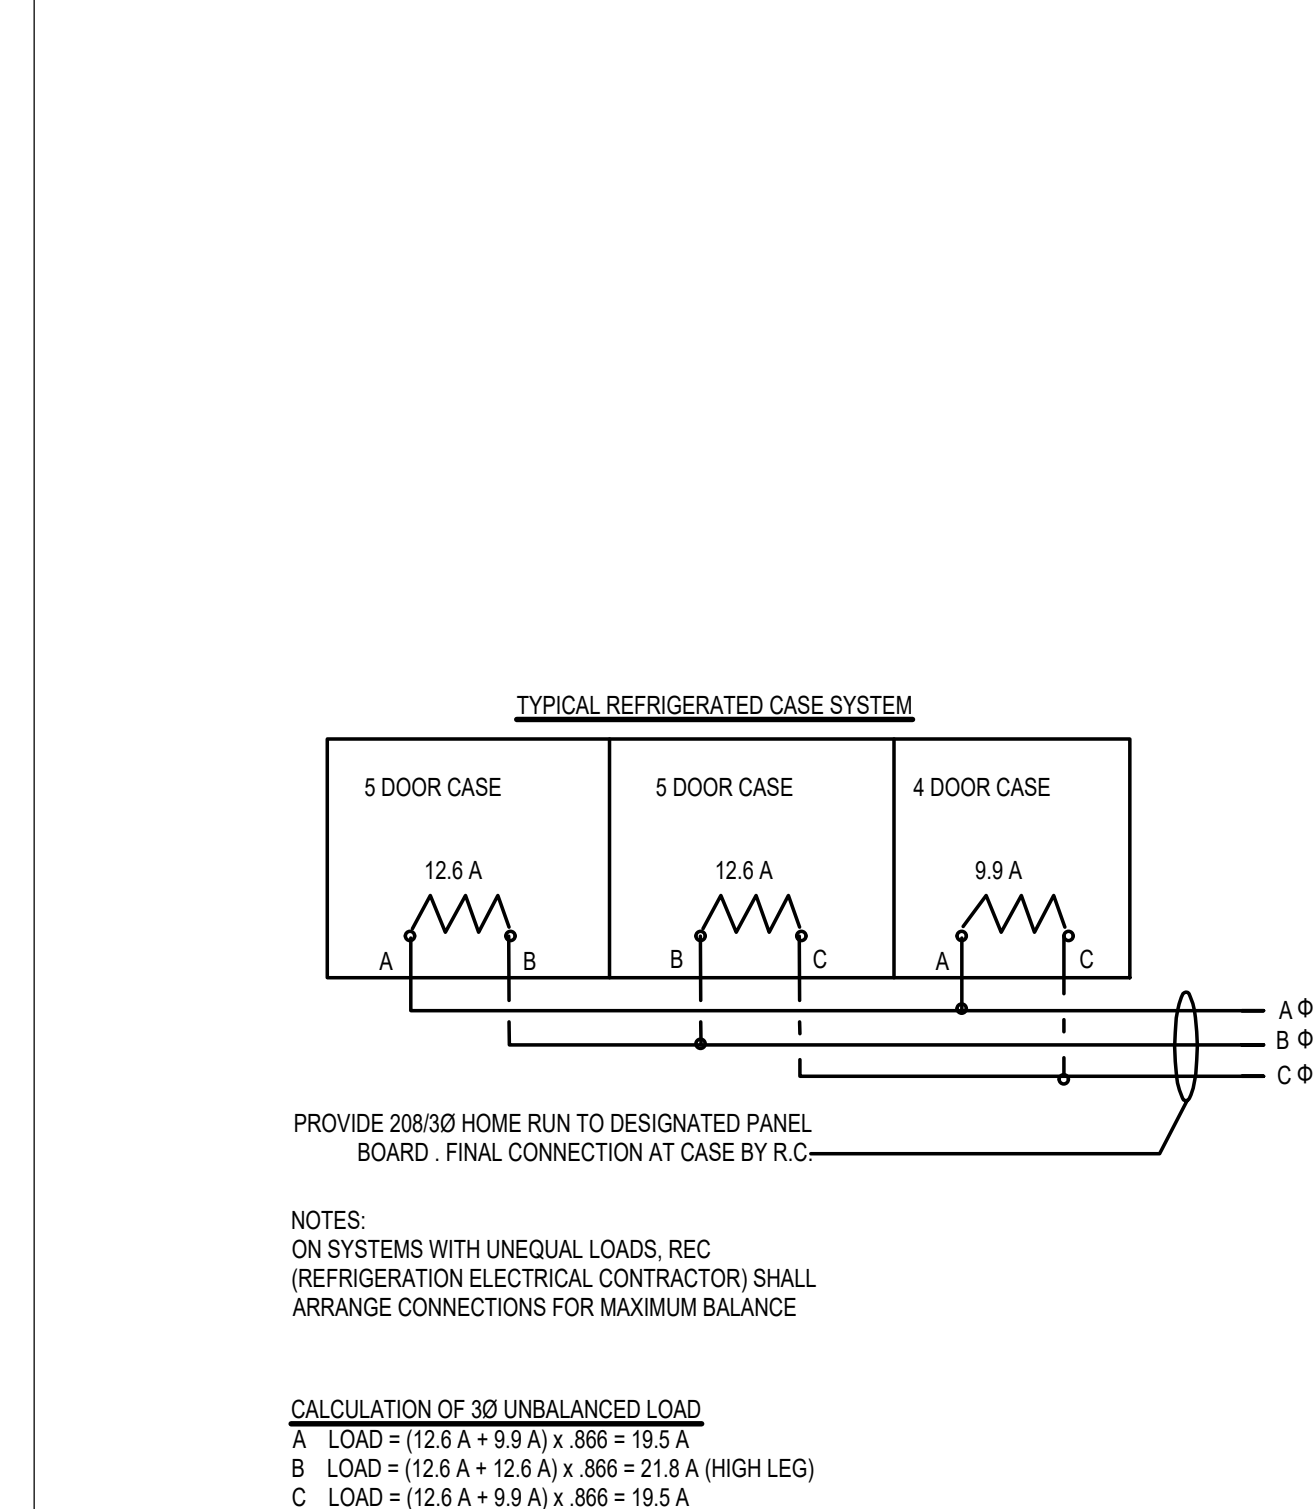 TYPICAL REFRIGERATED CASE SYSTEM
5 DOOR CASE 5 DOOR CASE 4 DOOR CASE
12.6 A 12.6 A 9.9 A
A B B C A C
A Φ
B Φ
C Φ
PROVIDE 208/3Ø HOME RUN TO DESIGNATED PANEL
BOARD . FINAL CONNECTION AT CASE BY R.C.
NOTES:
ON SYSTEMS WITH UNEQUAL LOADS, REC
(REFRIGERATION ELECTRICAL CONTRACTOR) SHALL
ARRANGE CONNECTIONS FOR MAXIMUM BALANCE
CALCULATION OF 3Ø UNBALANCED LOAD
A LOAD = (12.6 A + 9.9 A) x .866 = 19.5 A
B LOAD = (12.6 A + 12.6 A) x .866 = 21.8 A (HIGH LEG)
C LOAD = (12.6 A + 9.9 A) x .866 = 19.5 A